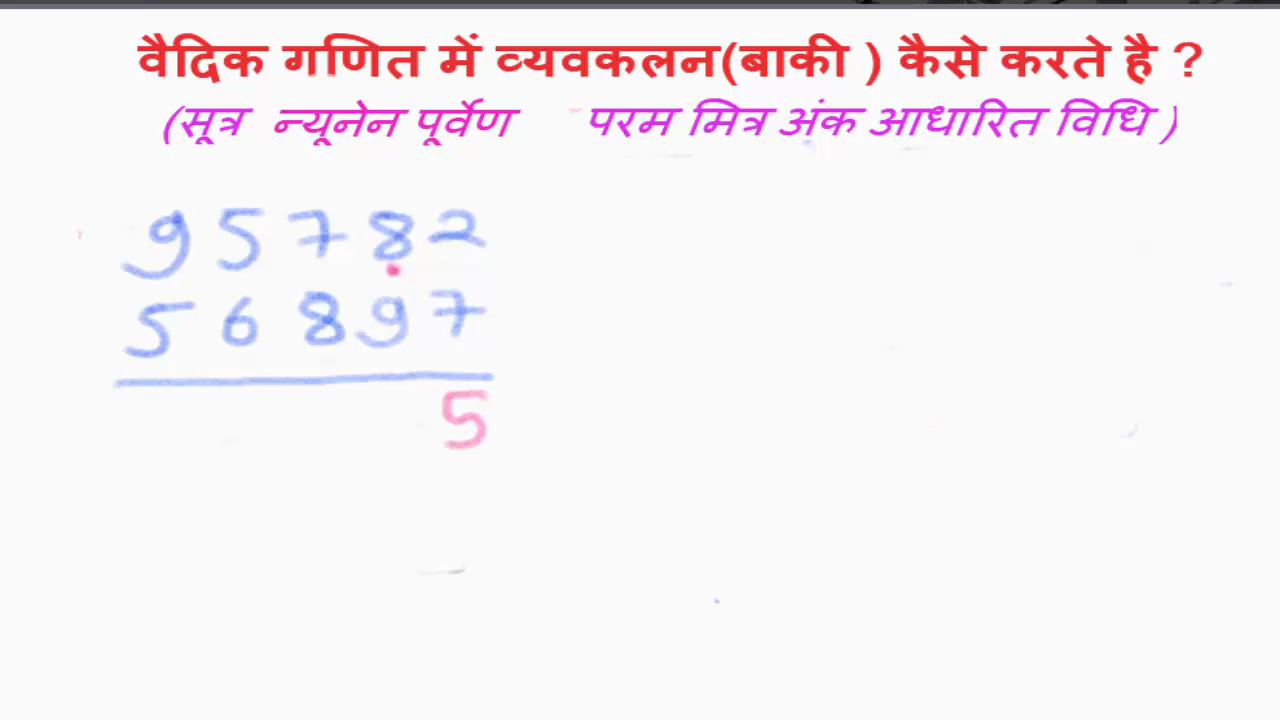 वैदिक गणित में व्यवकलन(बाकी ) कैसे करते है ?
(सूत्र न्यूनेन पूर्वेण परम मित्र अंक आधारित विधि )
95782
56897
5